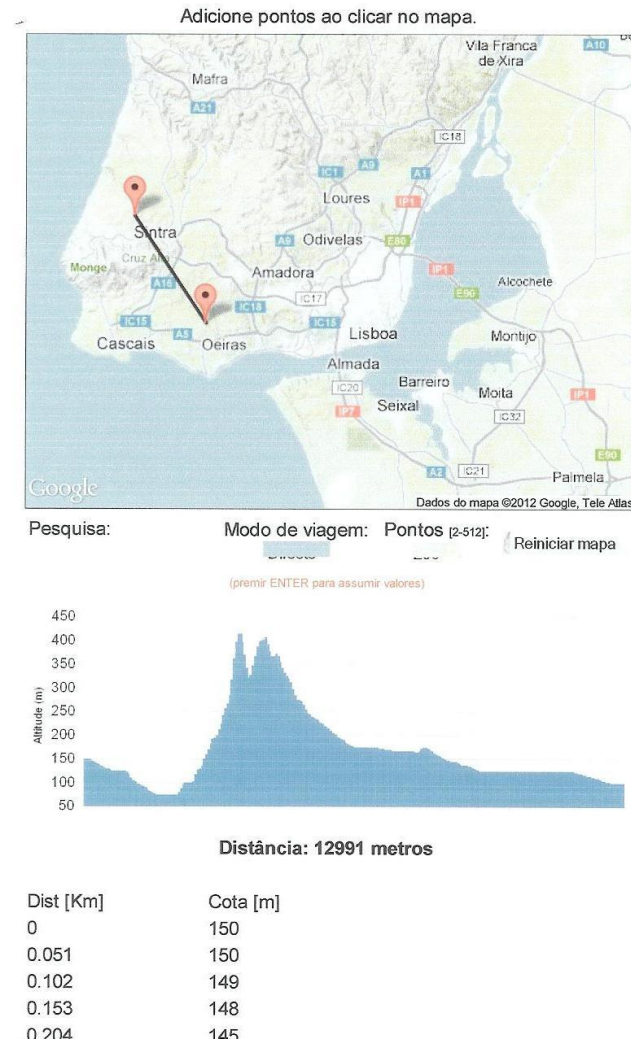 Adicione pontos ao clicar no mapa.
Vila Franca
de Xira
A10
Mafra
A21
IC18
IC1
A9
A1
Loures
IP1
Sintra
A9
Odivelas
E80
Monge
Cruz Alta
A16
Amadora
IP1
Alcochete
E90
IC17
IC15
IC18
A5
IC15
Cascais
Oeiras
Lisboa
Montijo
Almada
IC20
Barreiro
Moita
IP1
Seixal
IP7
IC32
E90
A2
IC21
Palmela
Google
Dados do mapa ©2012 Google, Tele Atlas
Pesquisa:
Modo de viagem:
Pontos [2-512]:
Reiniciar mapa
(premir ENTER para assumir valores)
450
400
350
300
250
200
150
100
50
Altitude (m)
Distância: 12991 metros
Dist [Km] Cota [m]
0 150
0.051 150
0.102 149
0.153 148
0.204 145